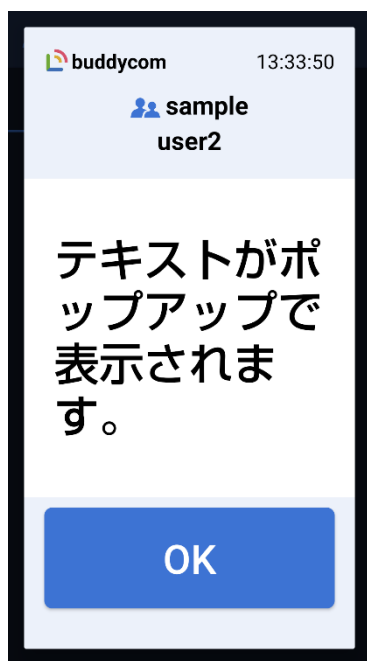 buddycom 13:33:50
sample
user2
テキストがポ
ップアップで
表示されま
す。
OK